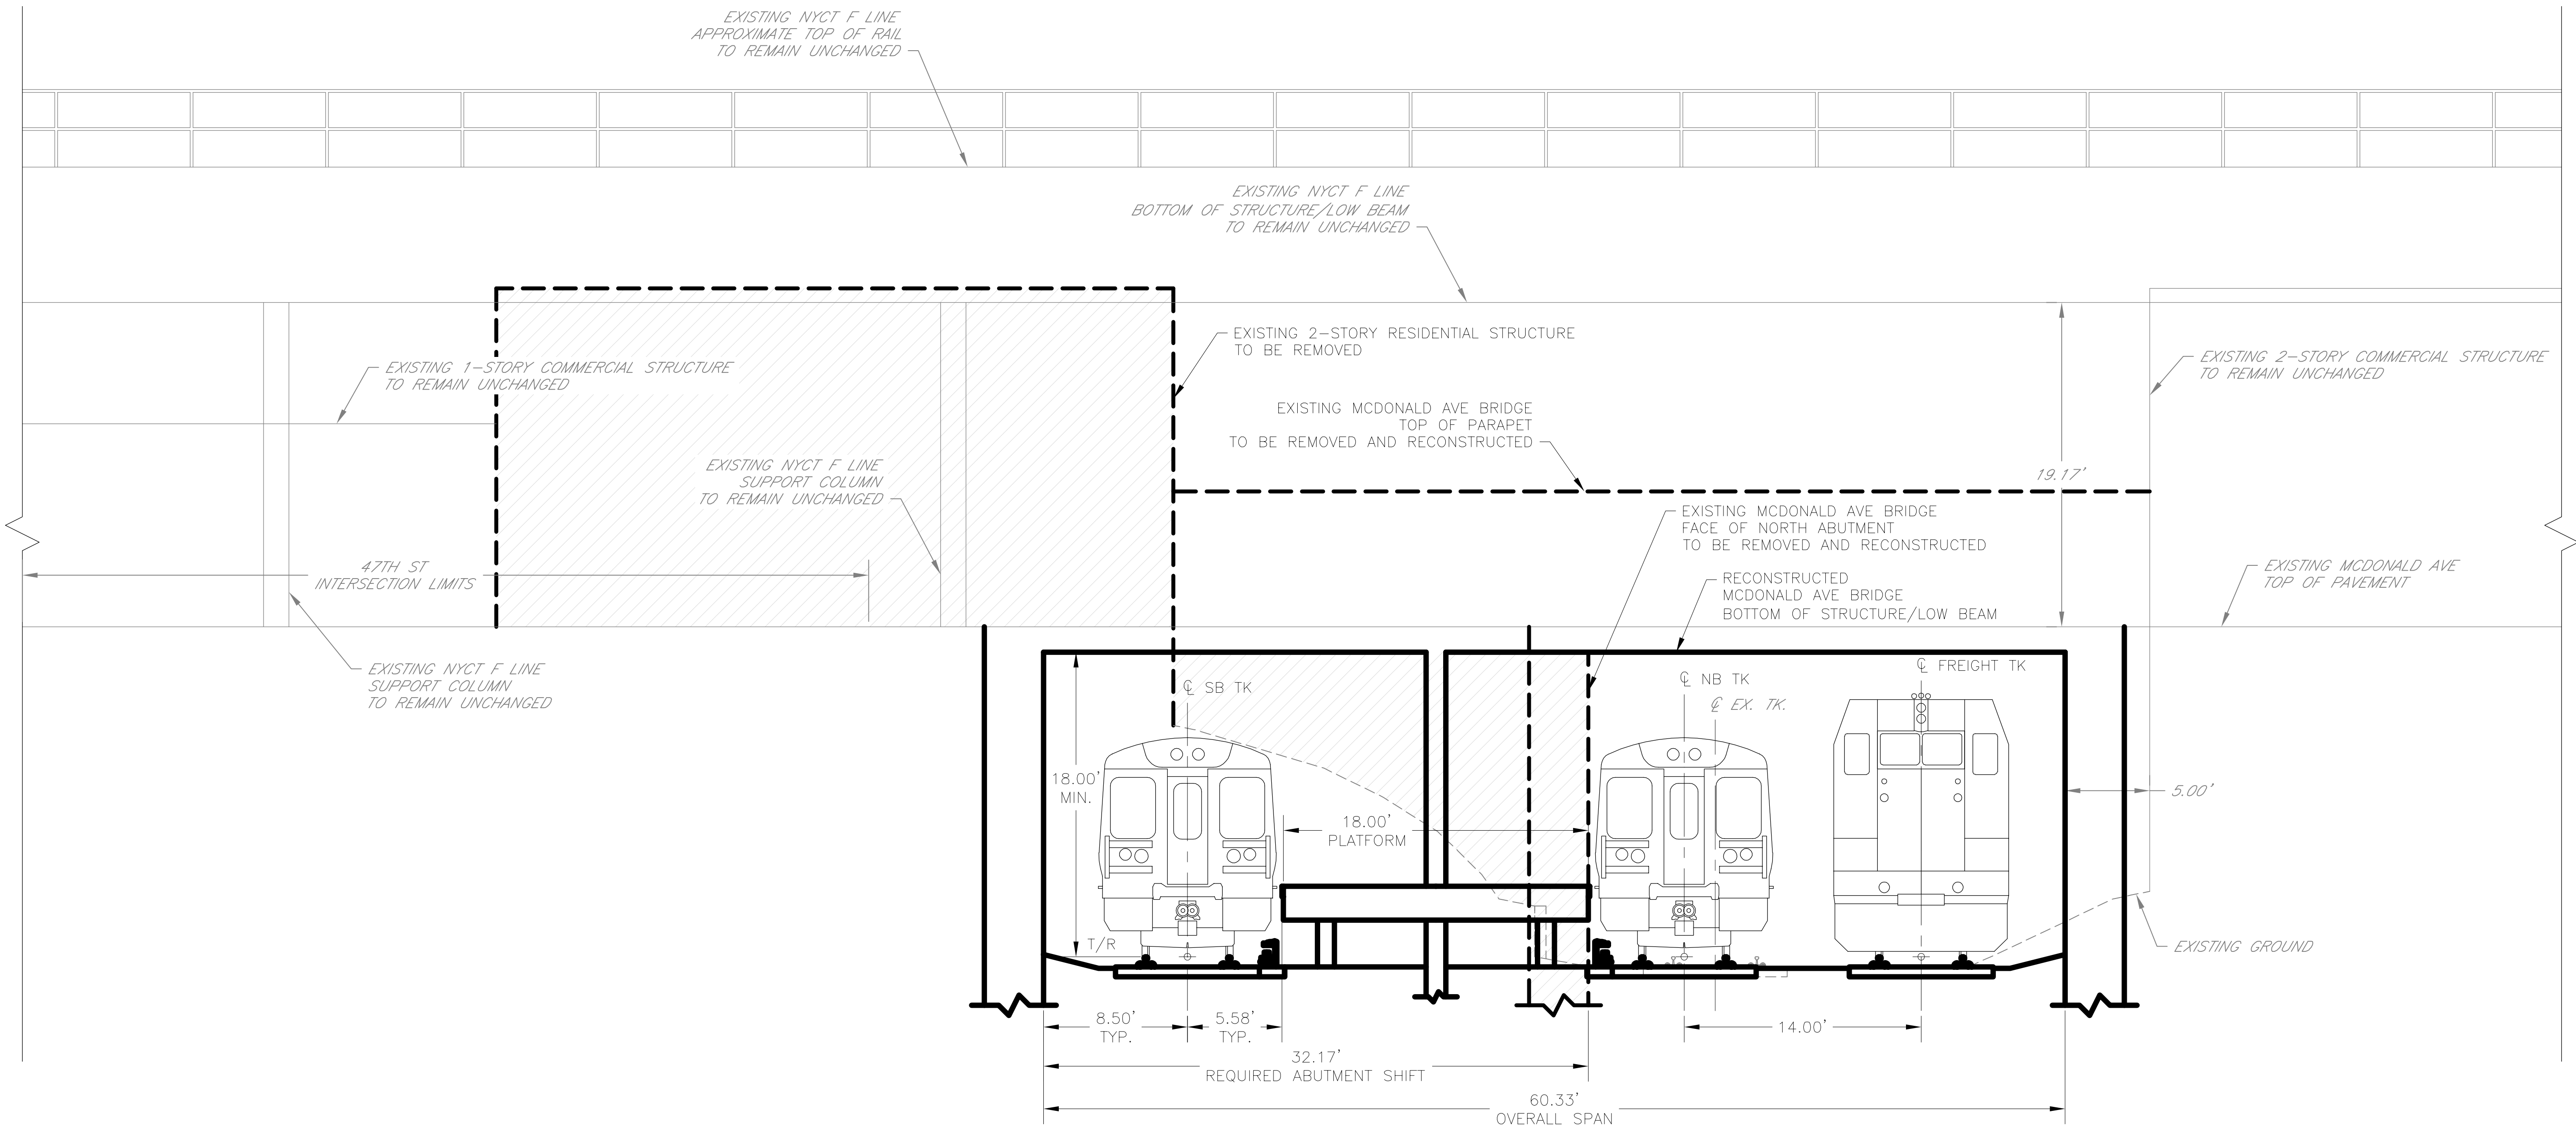 EXISTING NYCT F LINE
APPROXIMATE TOP OF RAIL
TO REMAIN UNCHANGED
EXISTING NYCT F LINE
BOTTOM OF STRUCTURE/LOW BEAM
TO REMAIN UNCHANGED
EXISTING 2-STORY RESIDENTIAL STRUCTURE
TO BE REMOVED
EXISTING 1-STORY COMMERCIAL STRUCTURE
TO REMAIN UNCHANGED
EXISTING 2-STORY COMMERCIAL STRUCTURE
TO REMAIN UNCHANGED
EXISTING MCDONALD AVE BRIDGE
TOP OF PARAPET
TO BE REMOVED AND RECONSTRUCTED
EXISTING NYCT F LINE
SUPPORT COLUMN
TO REMAIN UNCHANGED
19.17'
EXISTING MCDONALD AVE BRIDGE
FACE OF NORTH ABUTMENT
TO BE REMOVED AND RECONSTRUCTED
47TH ST
INTERSECTION LIMITS
EXISTING MCDONALD AVE
TOP OF PAVEMENT
RECONSTRUCTED
MCDONALD AVE BRIDGE
BOTTOM OF STRUCTURE/LOW BEAM
EXISTING NYCT F LINE
SUPPORT COLUMN
TO REMAIN UNCHANGED
℄ SB TK
℄ NB TK
℄ EX. TK.
℄ FREIGHT TK
18.00'
MIN.
18.00'
PLATFORM
5.00'
T/R
EXISTING GROUND
8.50'
TYP.
5.58'
TYP.
14.00'
32.17'
REQUIRED ABUTMENT SHIFT
60.33'
OVERALL SPAN